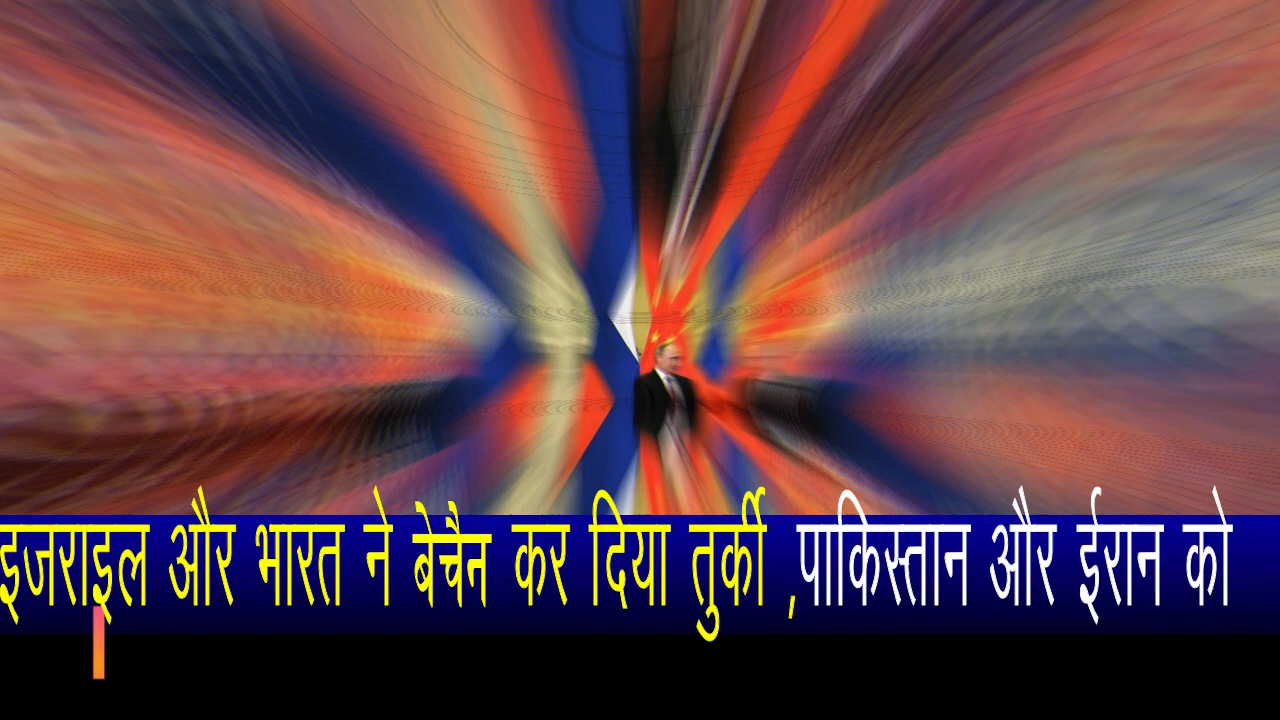 इजराइल और भारत ने बेचैन कर दिया तुर्की ,पाकिस्तान और ईरान को